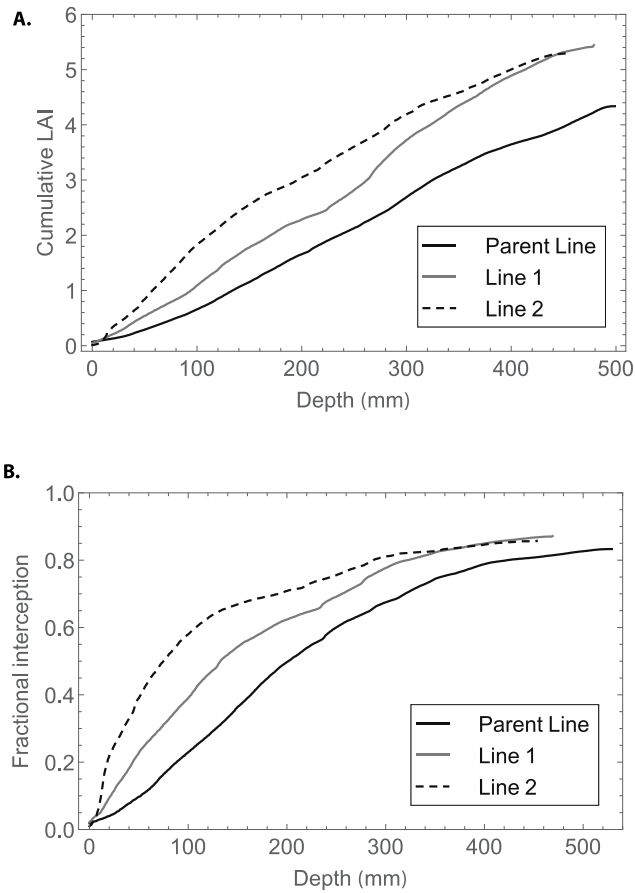 A.
6
5
4
3
2
1
0
Cumulative LAI
Parent Line
Line 1
Line 2
0 100 200 300 400 500
Depth (mm)
B.
1.0
0.8
0.6
0.4
0.2
0.0
Fractional interception
Parent Line
Line 1
Line 2
0 100 200 300 400 500
Depth (mm)